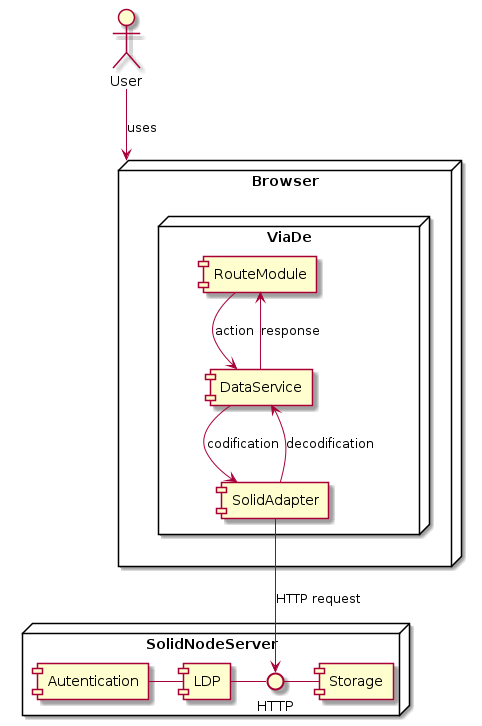 User
uses
Browser
ViaDe
RouteModule
action
response
DataService
codification
decodification
SolidAdapter
HTTP request
SolidNodeServer
Autentication
LDP
Storage
HTTP